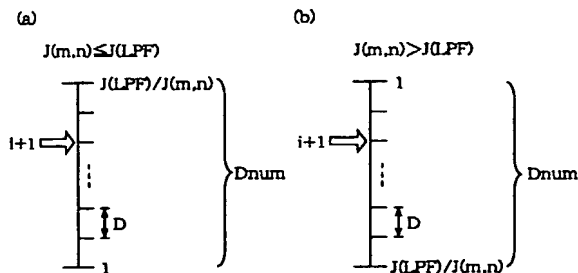 (a)
J(m,n)≦J(LPF)
J(LPF)/J(m,n)
i+1
Dnum
D
1
(b)
J(m,n)>J(LPF)
1
i+1
Dnum
D
J(LPF)/J(m,n)